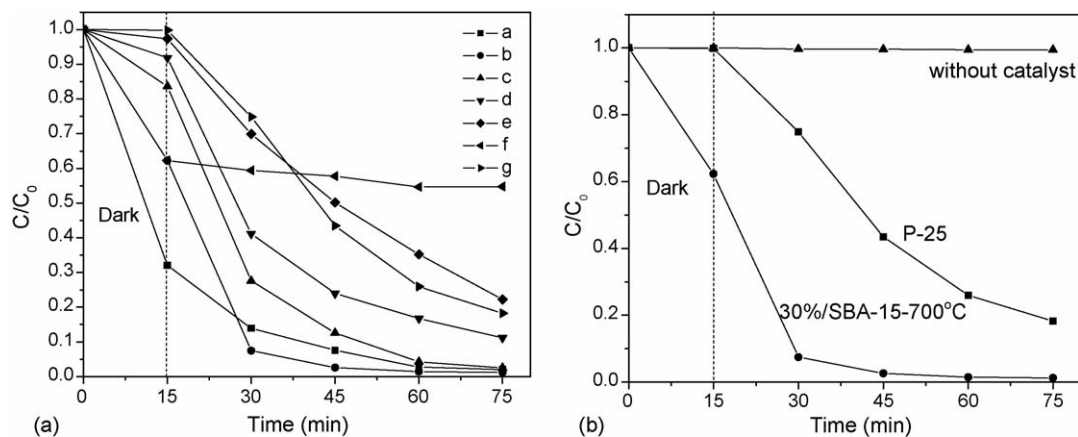 1.0
0.9
0.8
0.7
0.6
0.5
0.4
0.3
0.2
0.1
0.0
C/C₀
Dark
a
b
c
d
e
f
g
0 15 30 45 60 75
Time (min)
(a)
1.0
0.8
0.6
0.4
0.2
0.0
C/C₀
without catalyst
Dark
P-25
30%/SBA-15-700°C
0 15 30 45 60 75
Time (min)
(b)